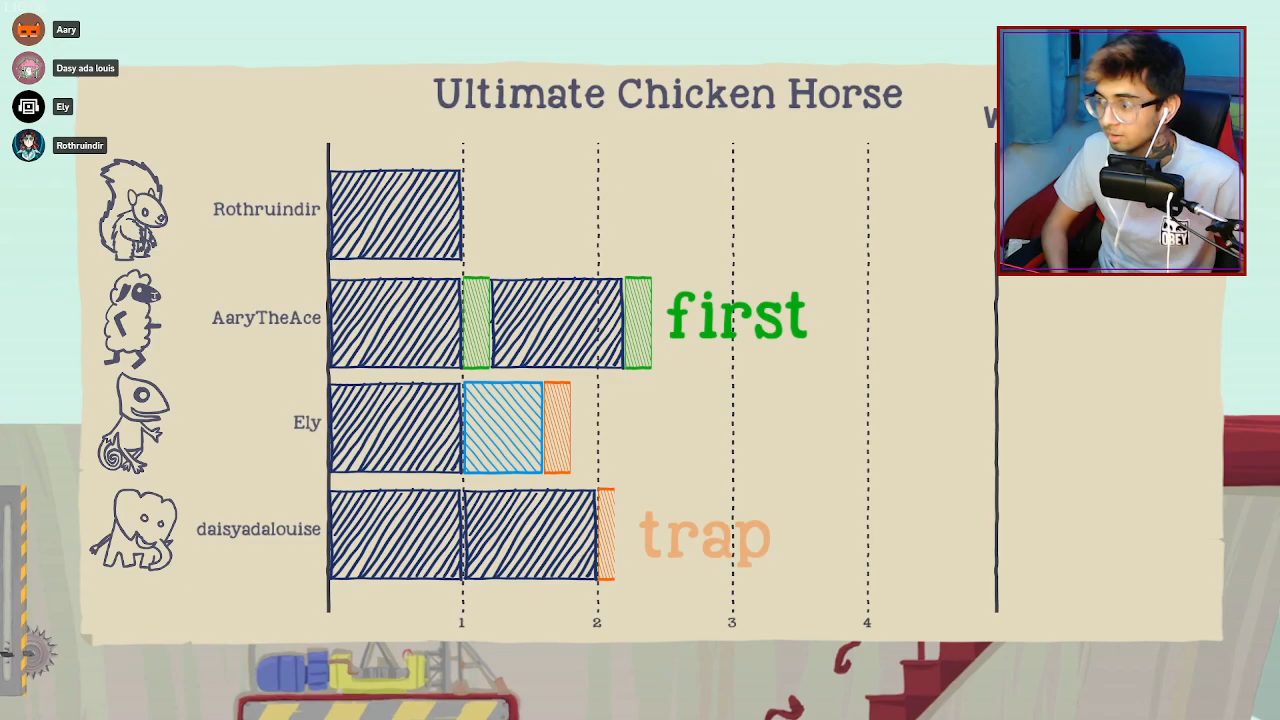 Aary
Dasy ada louis
Ely
Rothruindir
Ultimate Chicken Horse
W
Rothruindir
AaryTheAce
first
Ely
daisyadalouise
trap
1 2 3 4
OBEY